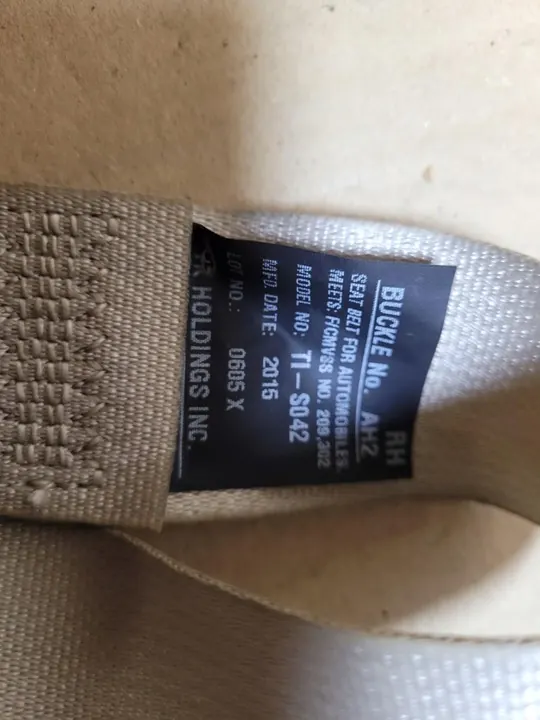 RH
BUCKLE No. AH2
SEAT BELT FOR AUTOMOBILES.
MEETS: F/CMVSS NO. 209,302
MODEL NO: TI-S042
MFD. DATE: 2015
LOT NO.: 0605 X
HOLDINGS INC.